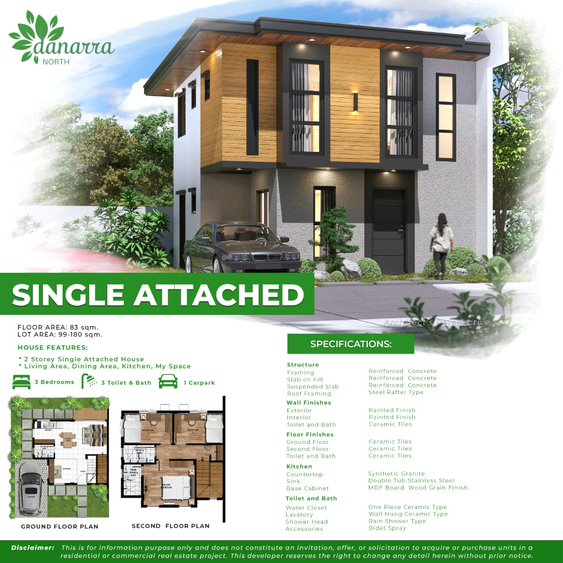 danarra
NORTH
SINGLE ATTACHED
FLOOR AREA: 83 sqm.
LOT AREA: 99-180 sqm.
HOUSE FEATURES:
* 2 Storey Single Attached House
* Living Area, Dining Area, Kitchen, My Space
3 Bedrooms
3 Toilet & Bath
1 Carpark
GROUND FLOOR PLAN
SECOND FLOOR PLAN
SPECIFICATIONS:
Structure
Framing Reinforced Concrete
Slab on Fill Reinforced Concrete
Suspended Slab Reinforced Concrete
Roof Framing Steel Rafter Type
Wall Finishes
Exterior Painted Finish
Interior Painted Finish
Toilet and Bath Ceramic Tiles
Floor Finishes
Ground Floor Ceramic Tiles
Second Floor Ceramic Tiles
Toilet and Bath Ceramic Tiles
Kitchen
Countertop Synthetic Granite
Sink Double Tub Stainless Steel
Base Cabinet MDF Board Wood Grain Finish
Toilet and Bath
Water Closet One Piece Ceramic Type
Lavatory Wall Hung Ceramic Type
Shower Head Rain Shower Type
Accessories Bidet Spray
Disclaimer: This is for information purpose only and does not constitute an invitation, offer, or solicitation to acquire or purchase units in a
residential or commercial real estate project. This developer reserves the right to change any detail herein without prior notice.